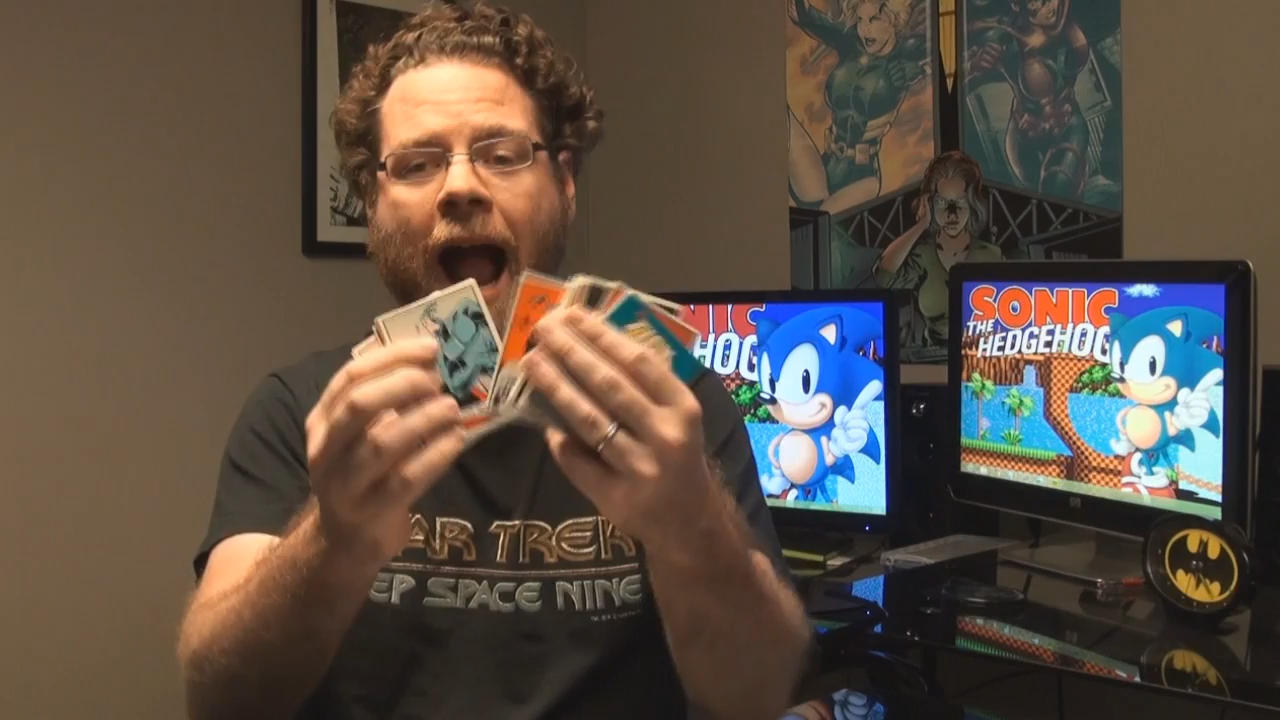 AR TREK
EP SPACE NINE
NIC
HOG
SONIC
THE
HEDGEHOG